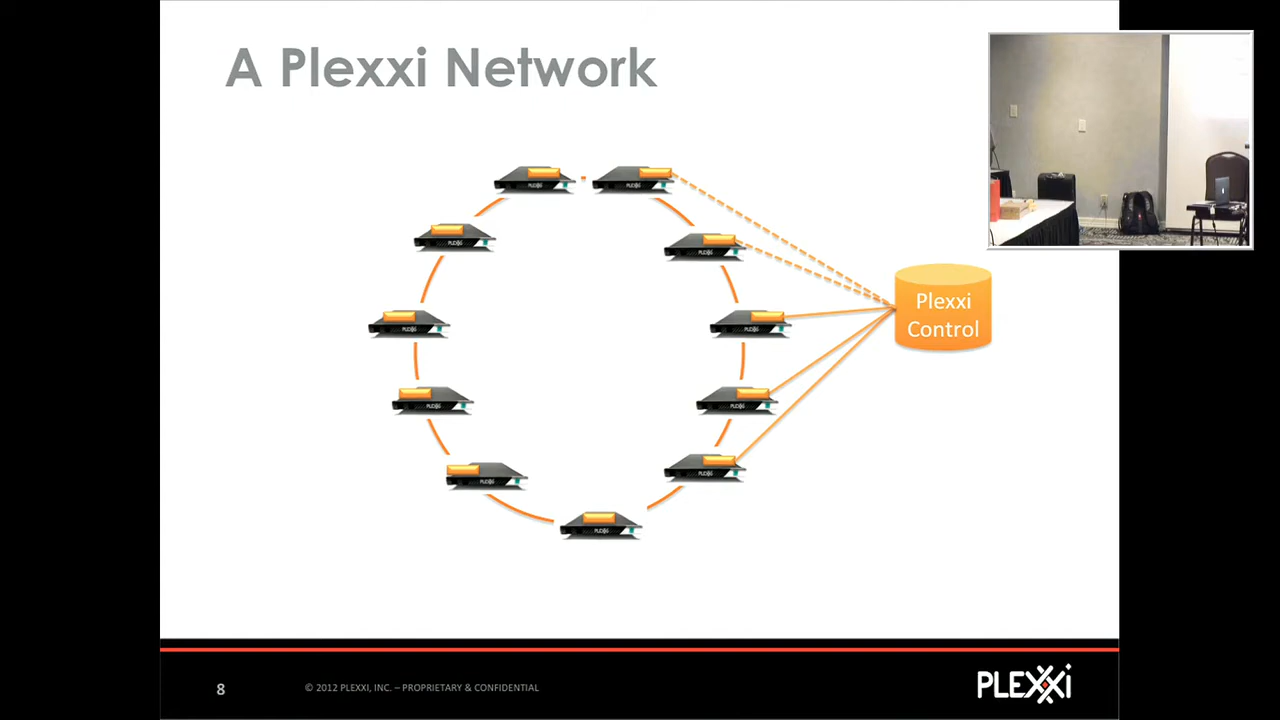 A Plexxi Network
Plexxi
Control
8
© 2012 PLEXXI, INC. – PROPRIETARY & CONFIDENTIAL
PLEXXi